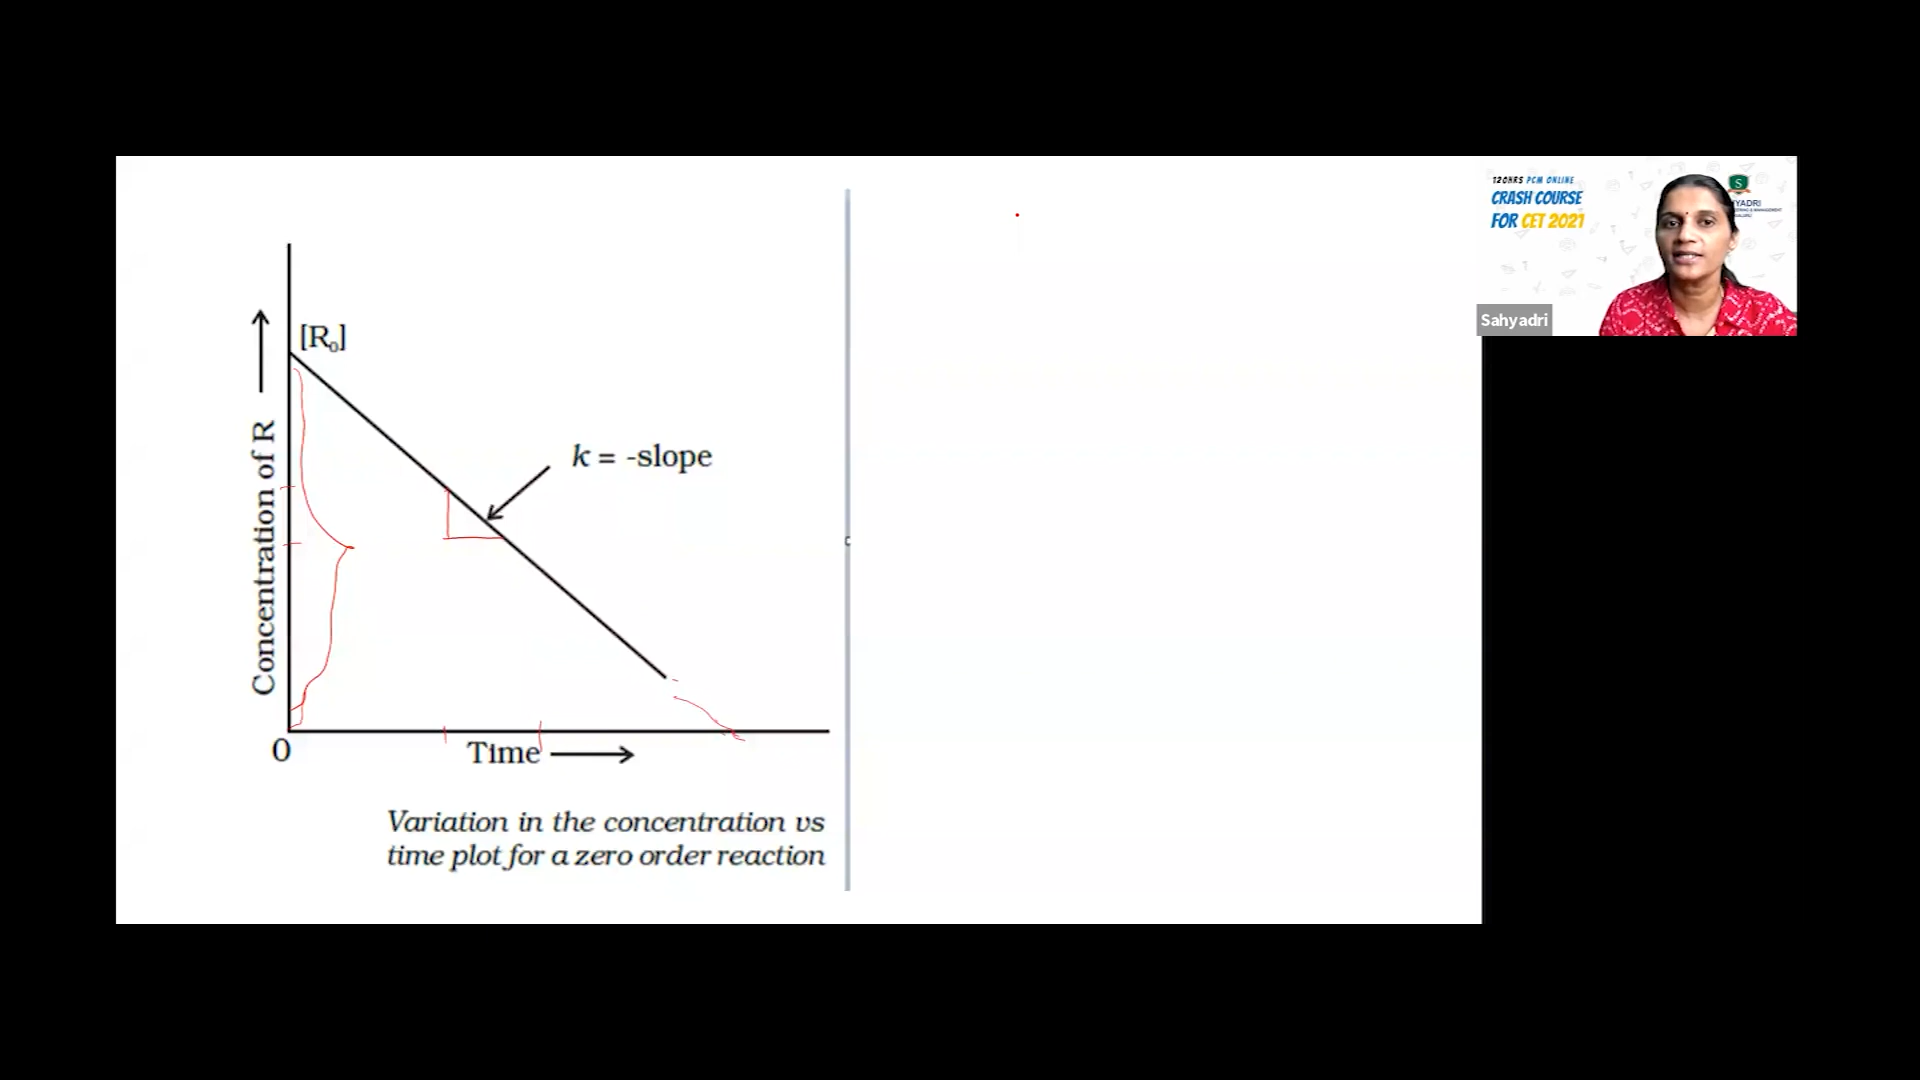 12OHRS PCM ONLINE
CRASH COURSE
FOR CET 2021
S
Sahyadri
[R₀]
Concentration of R
k = -slope
0
Time
Variation in the concentration vs
time plot for a zero order reaction